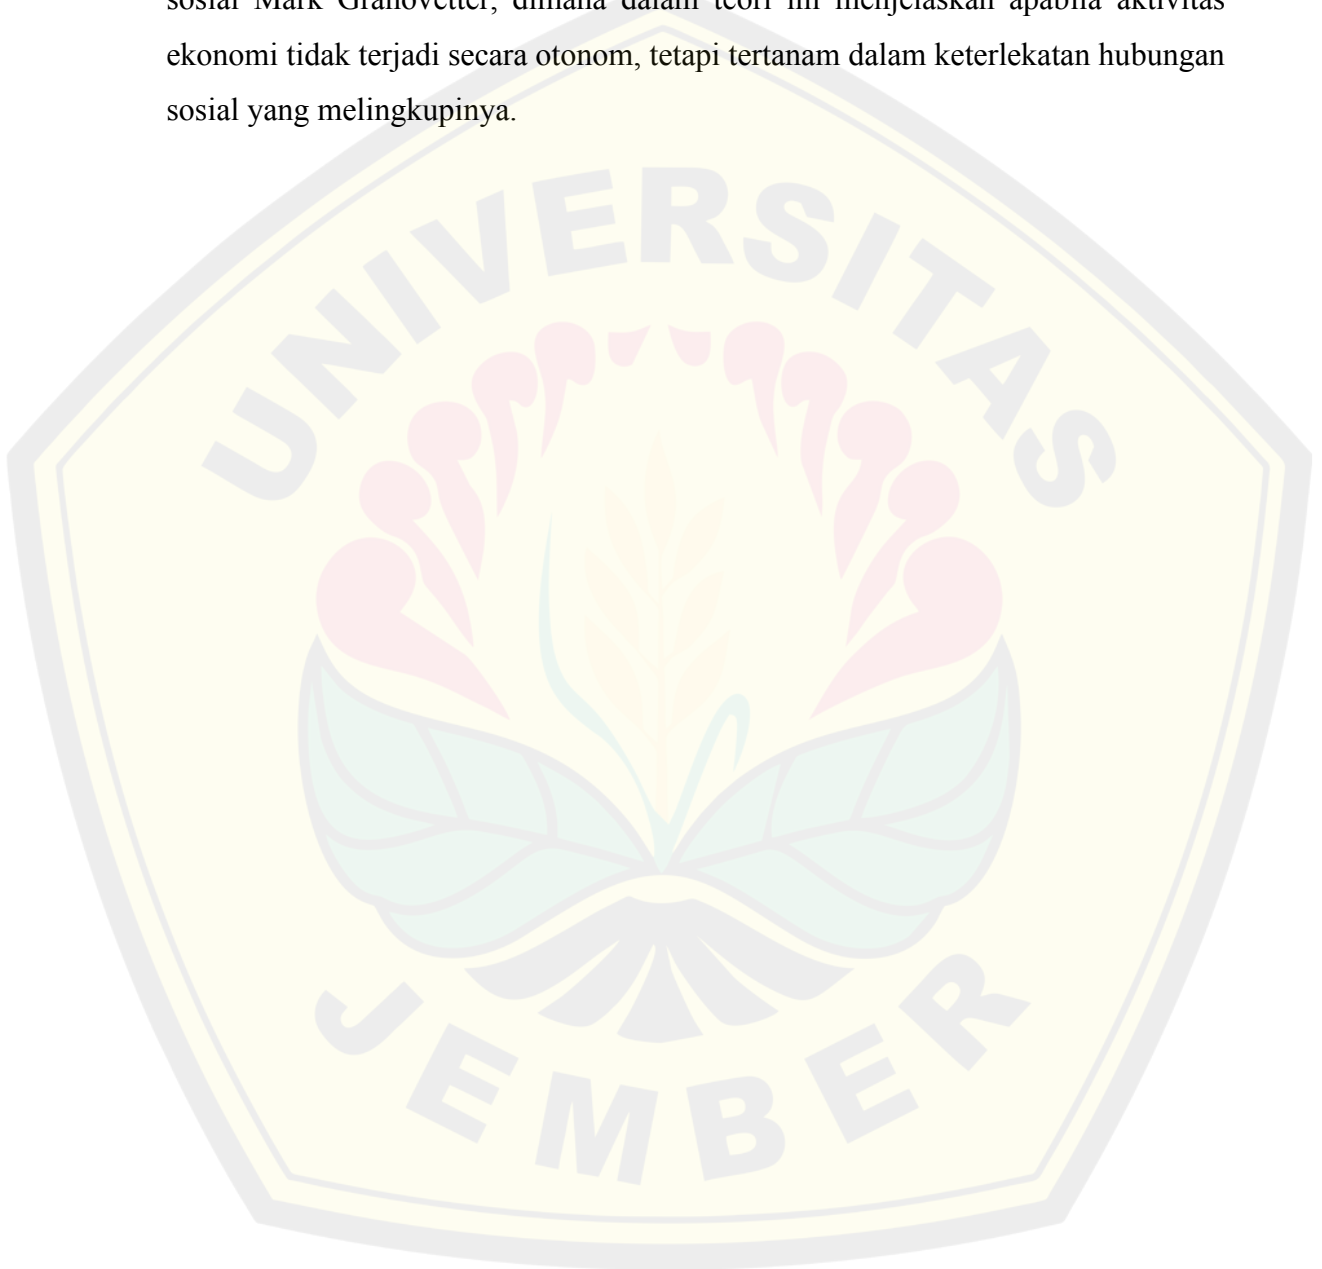 sosial Mark Granovetter, dimana dalam teori ini menjelaskan apabila aktivitas
ekonomi tidak terjadi secara otonom, tetapi tertanam dalam keterlekatan hubungan
sosial yang melingkupinya.
UNIVERSITAS
JEMBER